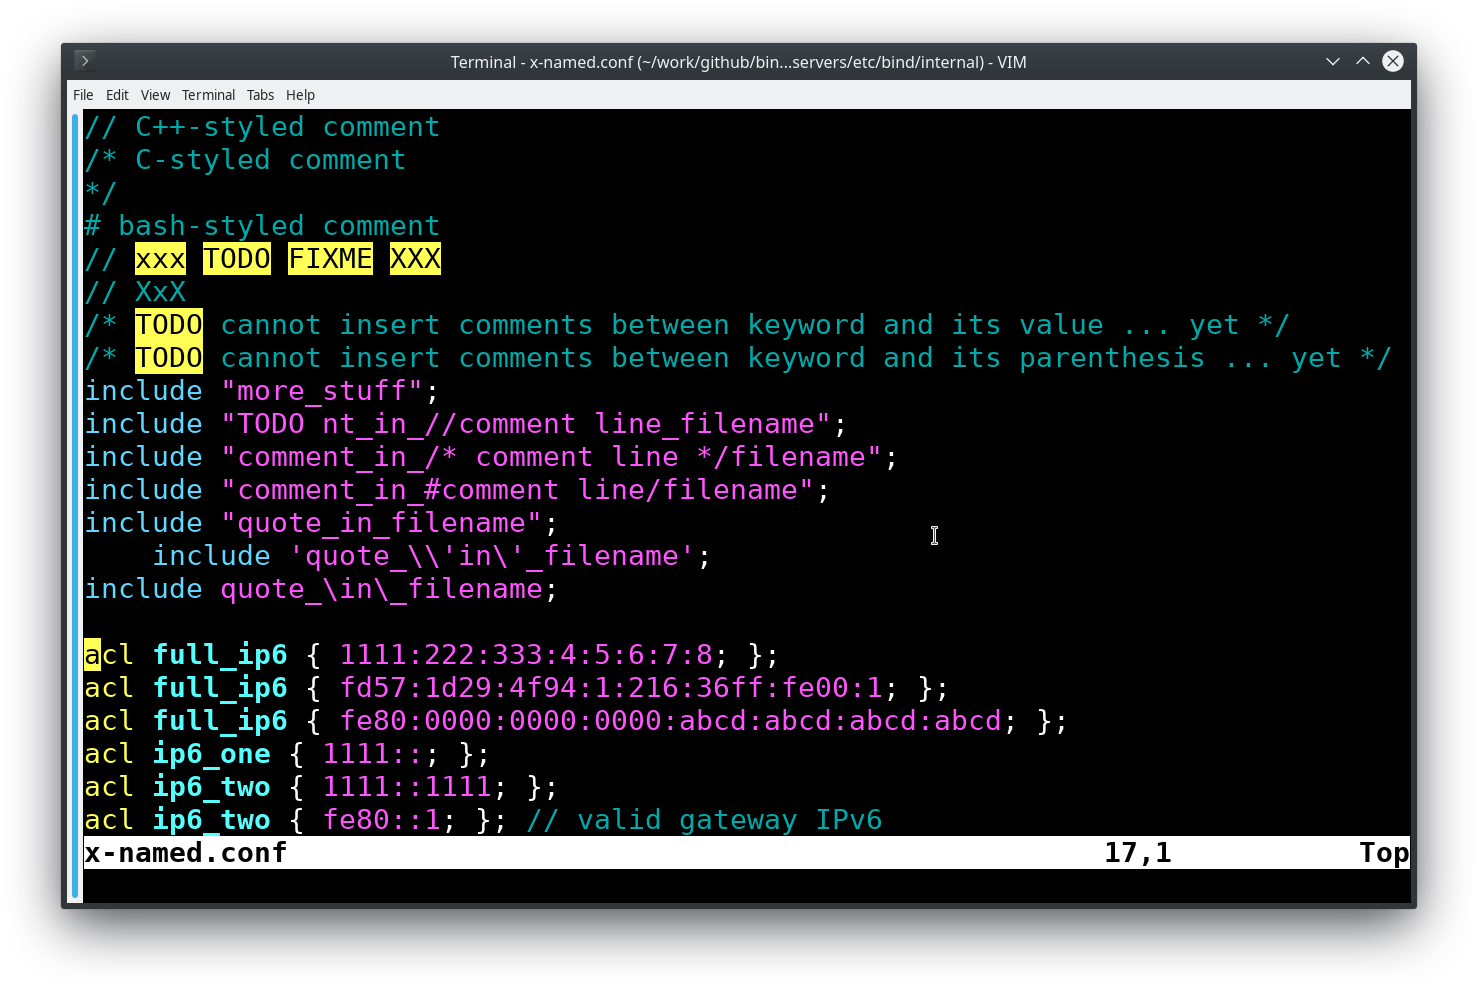 Terminal - x-named.conf (~/work/github/bin...servers/etc/bind/internal) - VIM
File Edit View Terminal Tabs Help
// C++-styled comment
/* C-styled comment
*/
# bash-styled comment
// xxx TODO FIXME XXX
// XxX
/* TODO cannot insert comments between keyword and its value ... yet */
/* TODO cannot insert comments between keyword and its parenthesis ... yet */
include "more_stuff";
include "TODO nt_in_//comment line_filename";
include "comment_in_/* comment line */filename";
include "comment_in_#comment line/filename";
include "quote_in_filename";
    include 'quote_\\'in\'_filename';
include quote_\in\_filename;

acl full_ip6 { 1111:222:333:4:5:6:7:8; };
acl full_ip6 { fd57:1d29:4f94:1:216:36ff:fe00:1; };
acl full_ip6 { fe80:0000:0000:0000:abcd:abcd:abcd:abcd; };
acl ip6_one { 1111::; };
acl ip6_two { 1111::1111; };
acl ip6_two { fe80::1; }; // valid gateway IPv6
x-named.conf 17,1 Top